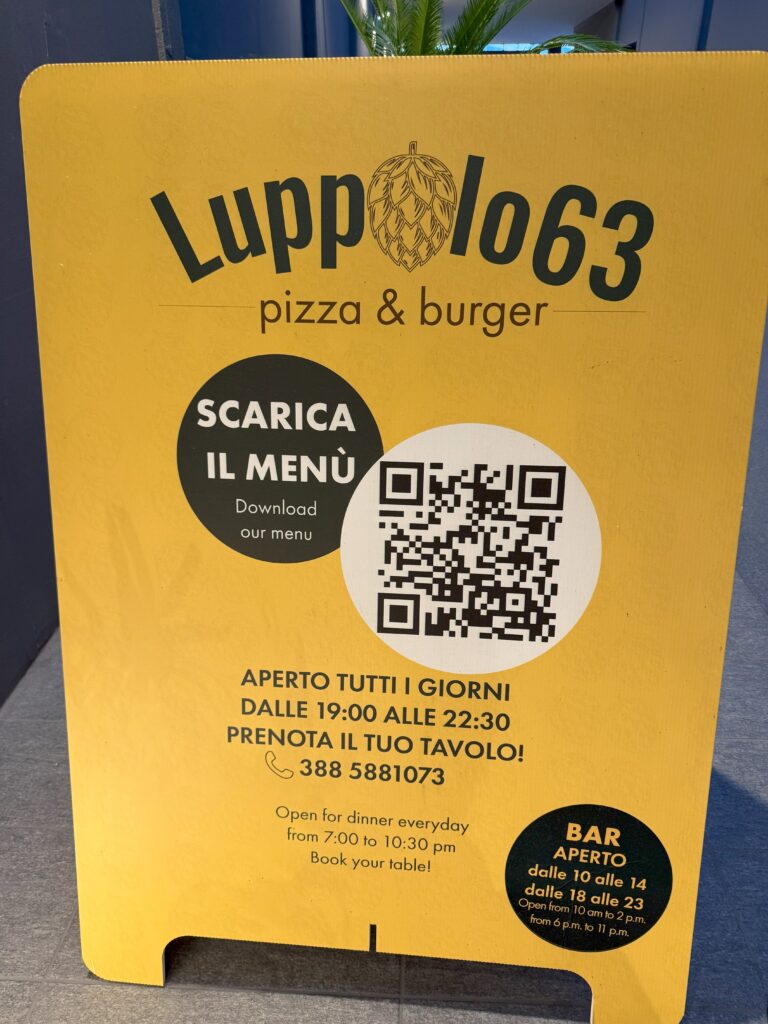 Luppolo63
pizza & burger
SCARICA
IL MENÙ
Download
our menu
APERTO TUTTI I GIORNI
DALLE 19:00 ALLE 22:30
PRENOTA IL TUO TAVOLO!
388 5881073
Open for dinner everyday
from 7:00 to 10:30 pm
Book your table!
BAR
APERTO
dalle 10 alle 14
dalle 18 alle 23
Open from 10 am to 2 p.m.
from 6 p.m. to 11 p.m.